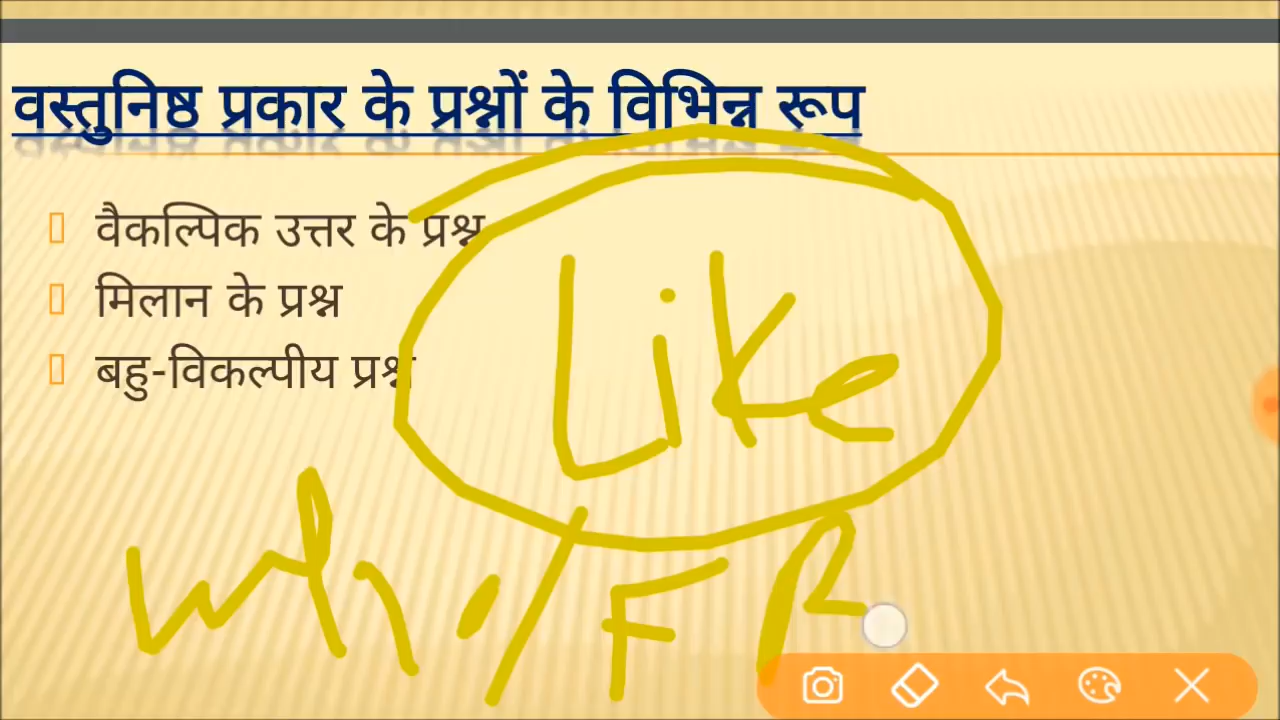 वस्तुनिष्ठ प्रकार के प्रश्नों के विभिन्न रूप
वैकल्पिक उत्तर के प्रश्न
मिलान के प्रश्न
बहु-विकल्पीय प्रश्न
Like